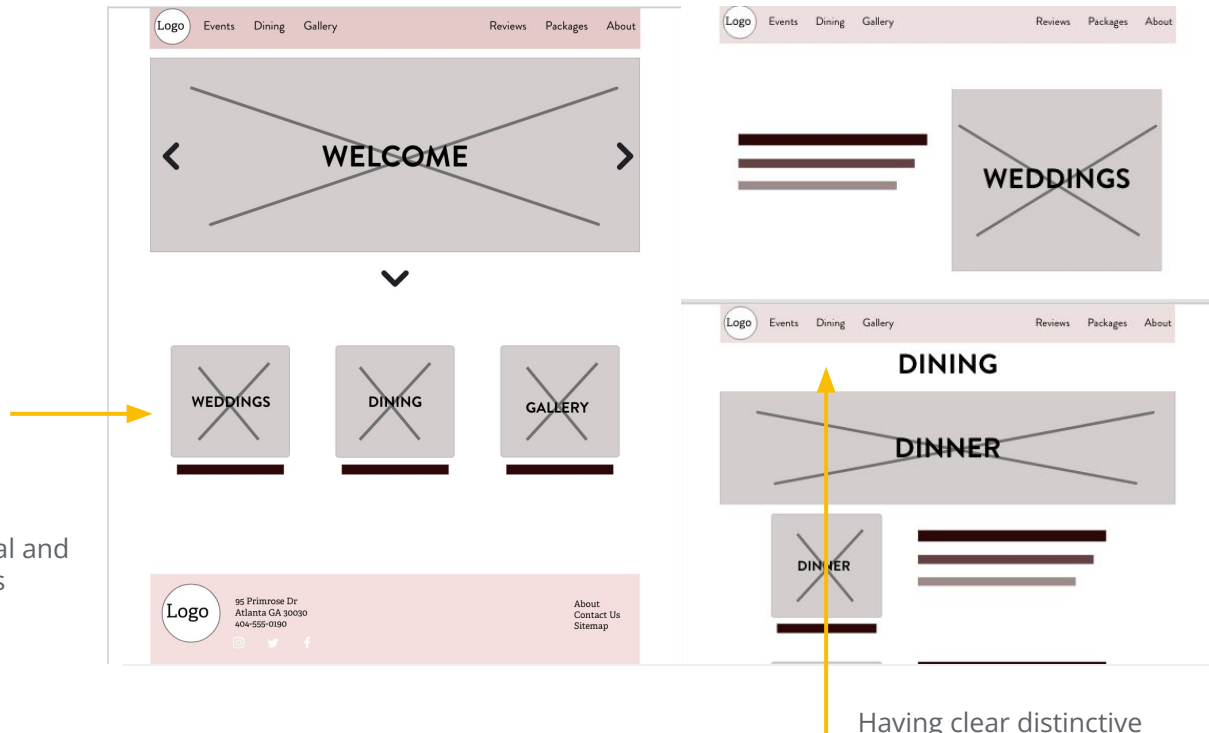 Logo Events Dining Gallery Reviews Packages About
WELCOME
WEDDINGS DINING GALLERY
Logo
95 Primrose Dr
Atlanta GA 30030
404-555-0190
About
Contact Us
Sitemap
Logo Events Dining Gallery Reviews Packages About
WEDDINGS
Logo Events Dining Gallery Reviews Packages About
DINING
DINNER
DINNER
and
Having clear distinctive